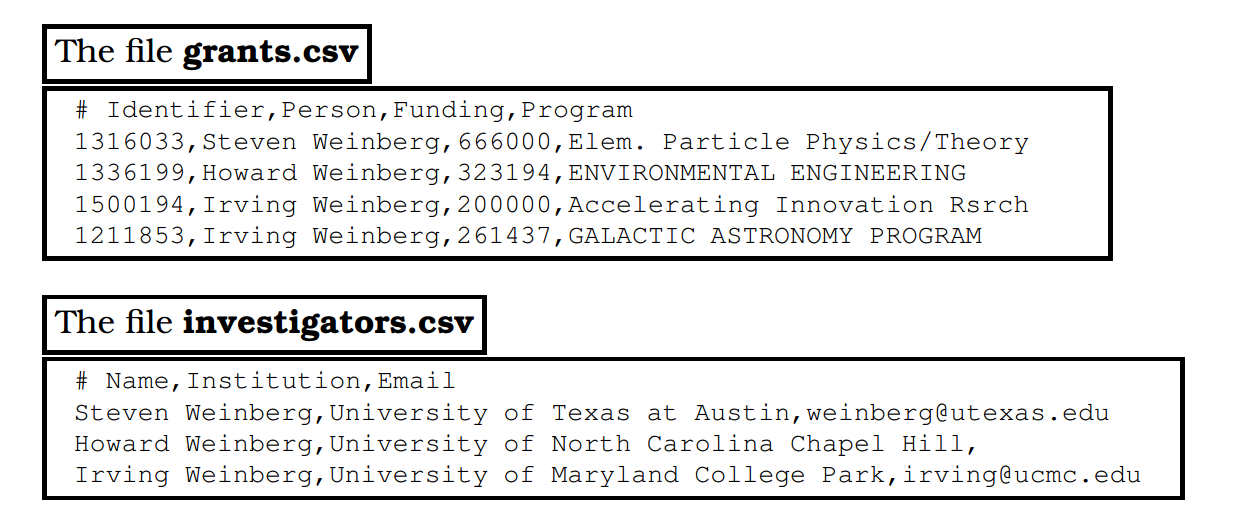 The file grants.csv
# Identifier,Person,Funding,Program
1316033,Steven Weinberg,666000,Elem. Particle Physics/Theory
1336199,Howard Weinberg,323194,ENVIRONMENTAL ENGINEERING
1500194,Irving Weinberg,200000,Accelerating Innovation Rsrch
1211853,Irving Weinberg,261437,GALACTIC ASTRONOMY PROGRAM
The file investigators.csv
# Name,Institution,Email
Steven Weinberg,University of Texas at Austin,weinberg@utexas.edu
Howard Weinberg,University of North Carolina Chapel Hill,
Irving Weinberg,University of Maryland College Park,irving@ucmc.edu